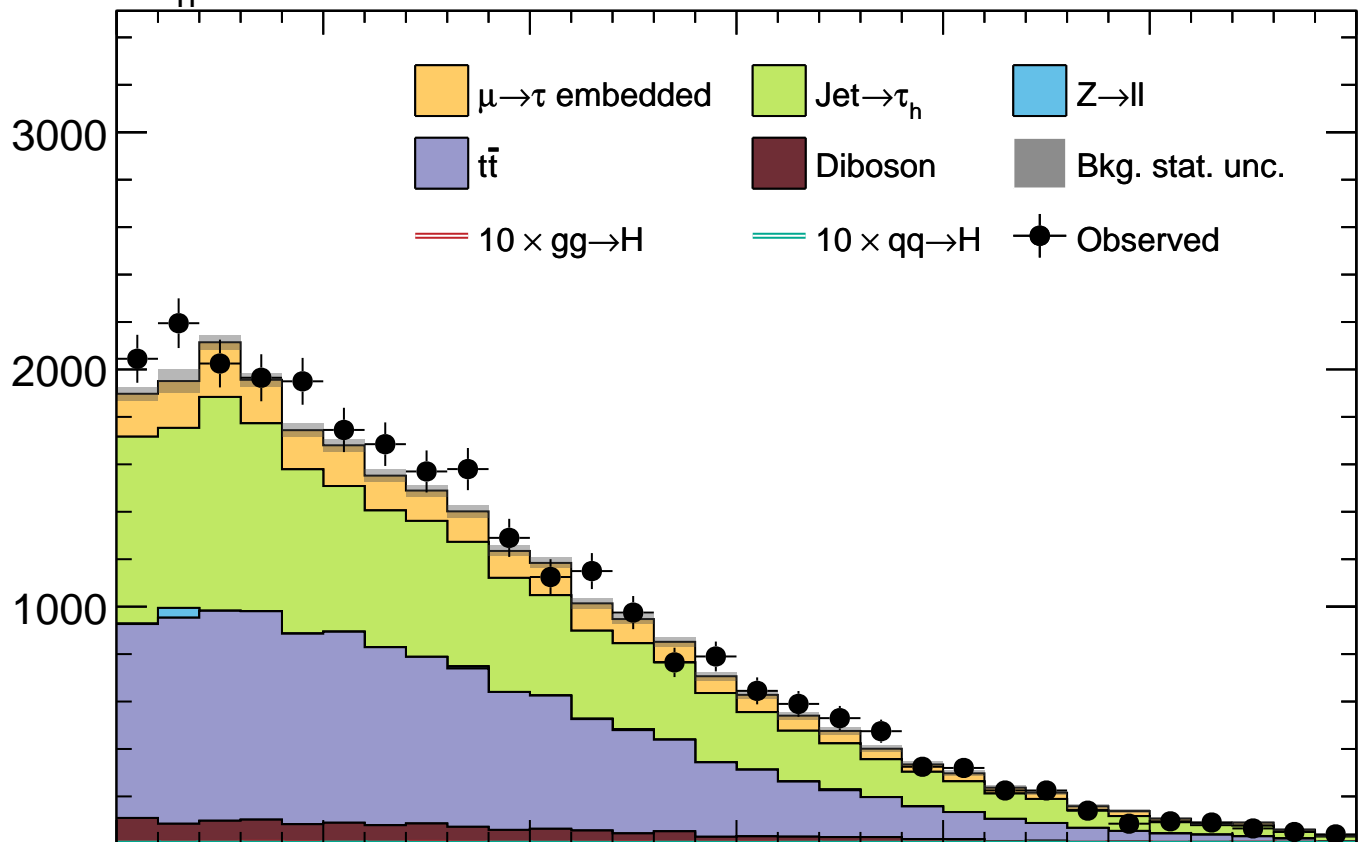 μ→τ embedded Jet→τh Z→ll
3000
tt̄ Diboson Bkg. stat. unc.
10 × gg→H 10 × qq→H Observed
2000
1000